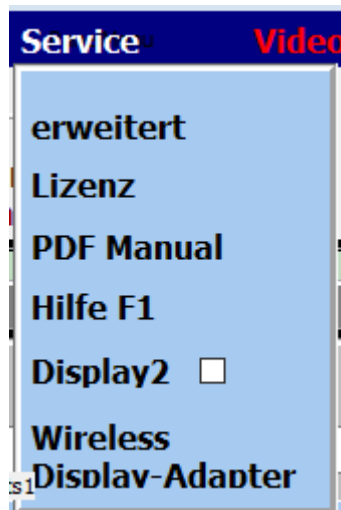 Service Video
erweitert
Lizenz
PDF Manual
Hilfe F1
Display2
Wireless
Display-Adapter